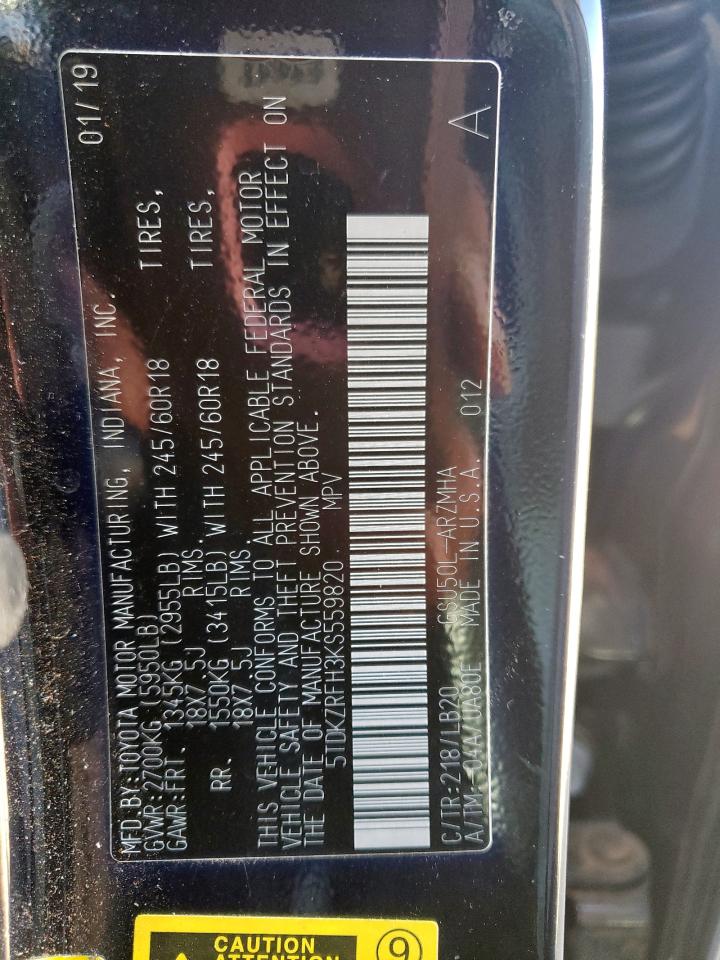 MFD.BY:TOYOTA MOTOR MANUFACTURING, INDIANA, INC. 01/19
GVWR:2700KG (5950LB)
GAWR:FRT. 1345KG (2955LB) WITH 245/60R18 TIRES,
18X7.5J RIMS.
RR. 1550KG (3415LB) WITH 245/60R18 TIRES,
18X7.5J RIMS.
THIS VEHICLE CONFORMS TO ALL APPLICABLE FEDERAL MOTOR
VEHICLE SAFETY AND THEFT PREVENTION STANDARDS IN EFFECT ON
THE DATE OF MANUFACTURE SHOWN ABOVE.
5TDKZRFH3KS559820 MPV
C/TR:218/LB20 GSU50L-ARZMHA
A/TM:-04A/UA80E MADE IN U.S.A. 012 A
CAUTION 9
ATTENTION